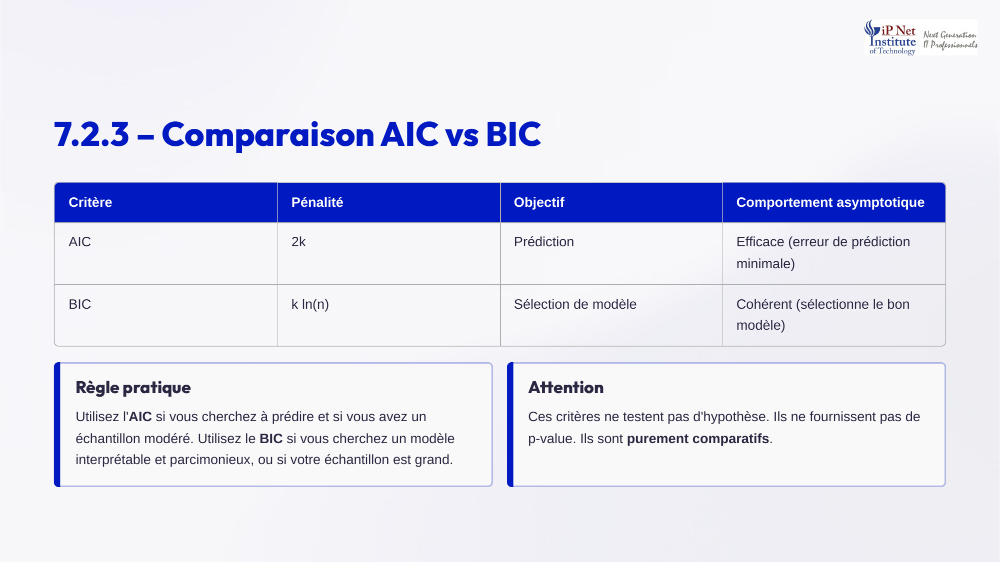 iP Net
Institute
of Technology
Next Generation
IT Professionnels
7.2.3 – Comparaison AIC vs BIC
Critère
Pénalité
Objectif
Comportement asymptotique
AIC
2k
Prédiction
Efficace (erreur de prédiction
minimale)
BIC
k ln(n)
Sélection de modèle
Cohérent (sélectionne le bon
modèle)
Règle pratique
Utilisez l'AIC si vous cherchez à prédire et si vous avez un
échantillon modéré. Utilisez le BIC si vous cherchez un modèle
interprétable et parcimonieux, ou si votre échantillon est grand.
Attention
Ces critères ne testent pas d'hypothèse. Ils ne fournissent pas de
p-value. Ils sont purement comparatifs.